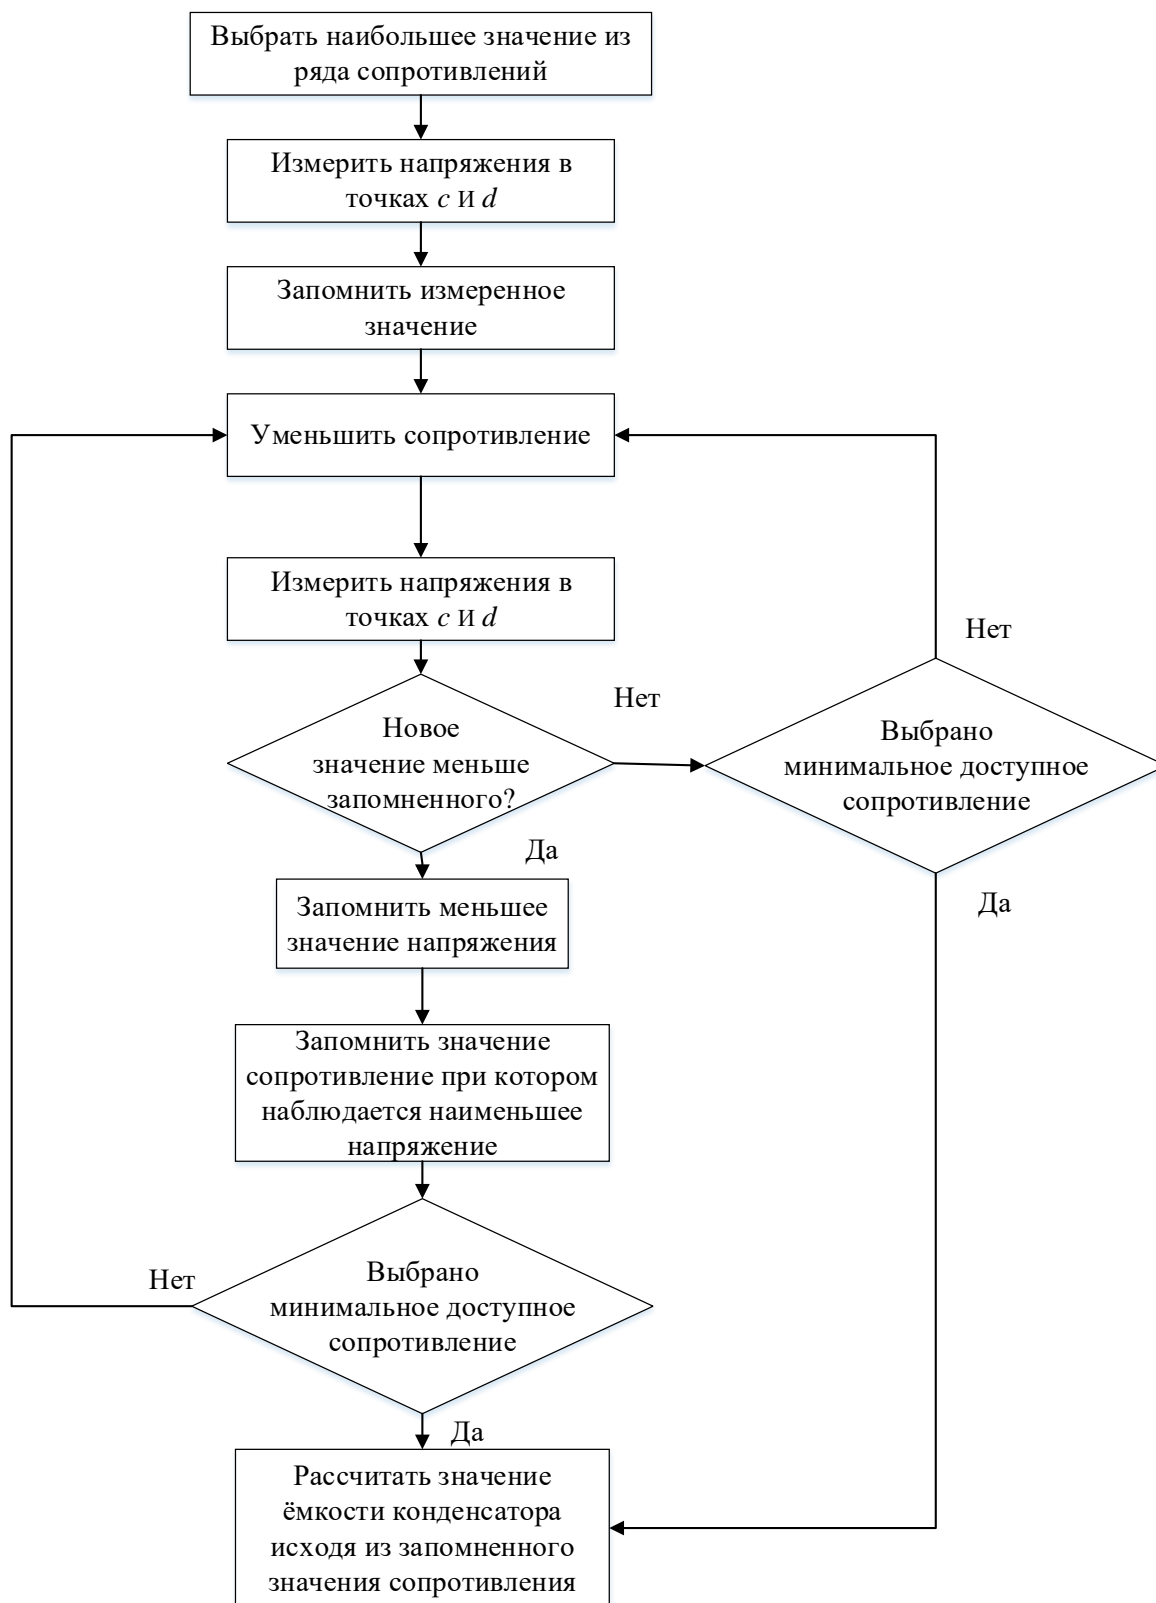 Выбрать наибольшее значение из
ряда сопротивлений
Измерить напряжения в
точках c И d
Запомнить измеренное
значение
Уменьшить сопротивление
Измерить напряжения в
точках c И d
Нет
Нет
Новое
значение меньше
запомненного?
Выбрано
минимальное доступное
сопротивление
Да
Да
Запомнить меньшее
значение напряжения
Запомнить значение
сопротивление при котором
наблюдается наименьшее
напряжение
Нет
Выбрано
минимальное доступное
сопротивление
Да
Рассчитать значение
ёмкости конденсатора
исходя из запомненного
значения сопротивления